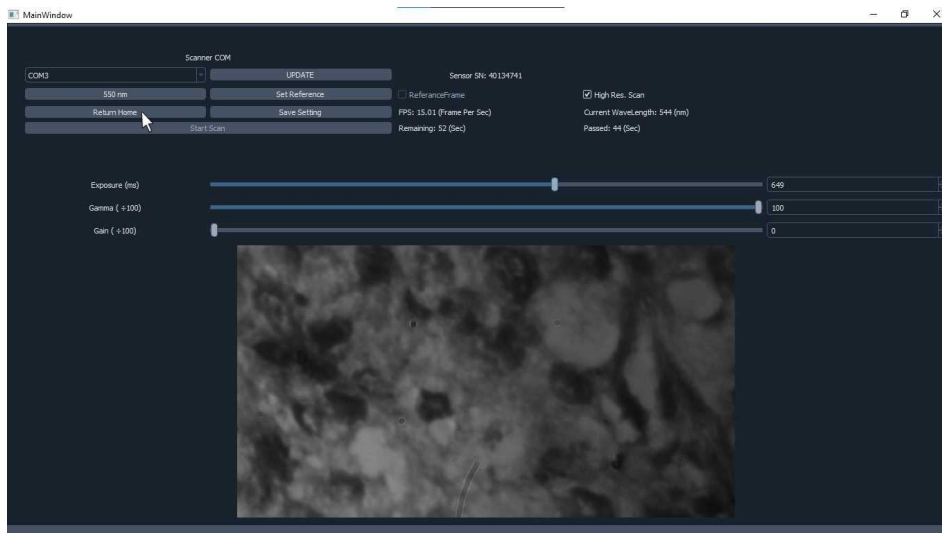 MainWindow
Scanner COM
COM3 UPDATE Sensor SN: 40134741
550 nm Set Reference ReferanceFrame High Res. Scan
Return Home Save Setting FPS: 15.01 (Frame Per Sec) Current WaveLength: 544 (nm)
Start Scan Remaining: 52 (Sec) Passed: 44 (Sec)
Exposure (ms) 649
Gamma ( ÷100) 100
Gain ( ÷100) 0